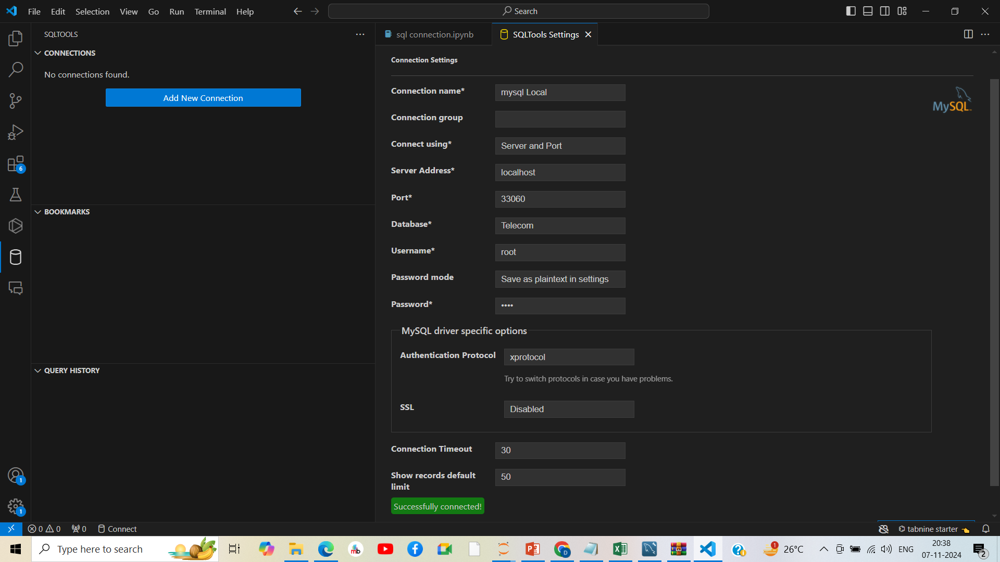 File Edit Selection View Go Run Terminal Help
Search
SQLTOOLS
CONNECTIONS
No connections found.
Add New Connection
BOOKMARKS
QUERY HISTORY
6
1
1
sql connection.ipynb
SQLTools Settings
Connection Settings
MySQL™
Connection name* mysql Local
Connection group
Connect using* Server and Port
Server Address* localhost
Port* 33060
Database* Telecom
Username* root
Password mode Save as plaintext in settings
Password* ••••
MySQL driver specific options
Authentication Protocol xprotocol
Try to switch protocols in case you have problems.
SSL Disabled
Connection Timeout 30
Show records default
limit
50
Successfully connected!
0 0 0 Connect tabnine starter
Type here to search
mb
D
1
26°C
ENG
20:38
07-11-2024
2